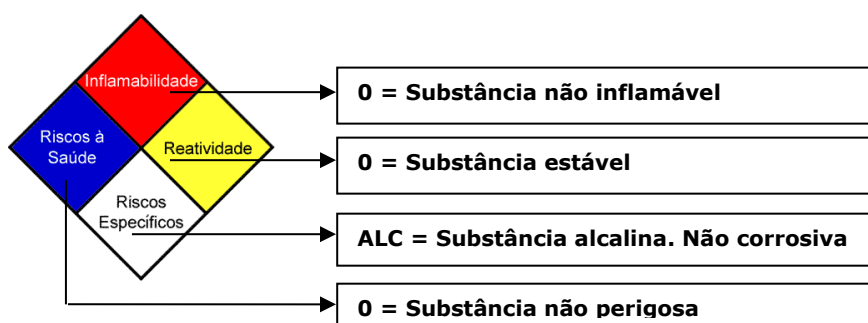 Inflamabilidade
0 = Substância não inflamável
Riscos à
Saúde
Reatividade
0 = Substância estável
Riscos
Específicos
ALC = Substância alcalina. Não corrosiva
0 = Substância não perigosa